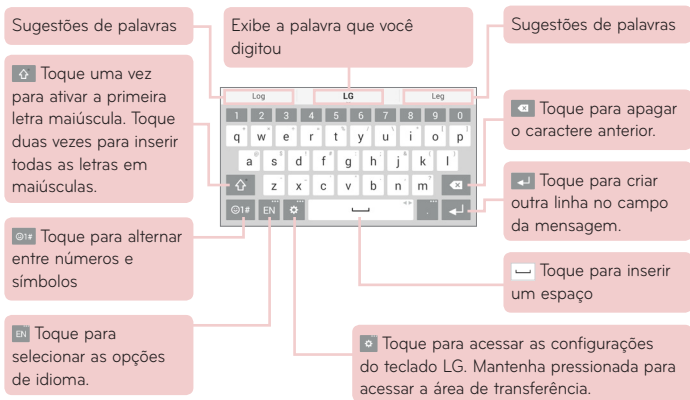 Sugestões de palavras
Exibe a palavra que você
digitou
Sugestões de palavras
Toque uma vez
para ativar a primeira
letra maiúscula. Toque
duas vezes para inserir
todas as letras em
maiúsculas.
Log LG Leg
1 2 3 4 5 6 7 8 9 0
q w e r t y u i o p
a s d f g h j k l
z x c v b n m
☺1# EN .
Toque para apagar
o caractere anterior.
Toque para criar
outra linha no campo
da mensagem.
☺1# Toque para alternar
entre números e
símbolos
Toque para inserir
um espaço
EN Toque para
selecionar as opções
de idioma.
Toque para acessar as configurações
do teclado LG. Mantenha pressionada para
acessar a área de transferência.